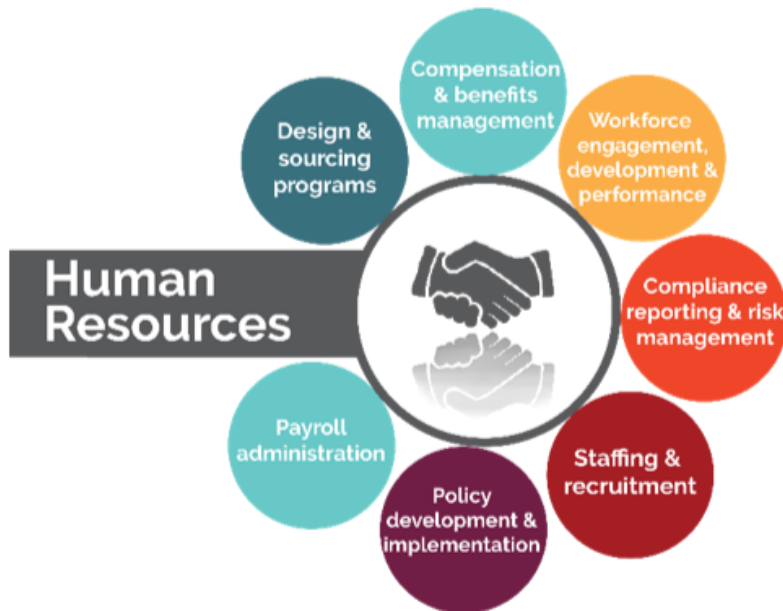 Human
Resources
Design &
sourcing
programs
Compensation
& benefits
management
Workforce
engagement,
development &
performance
Compliance
reporting & risk
management
Staffing &
recruitment
Policy
development &
implementation
Payroll
administration